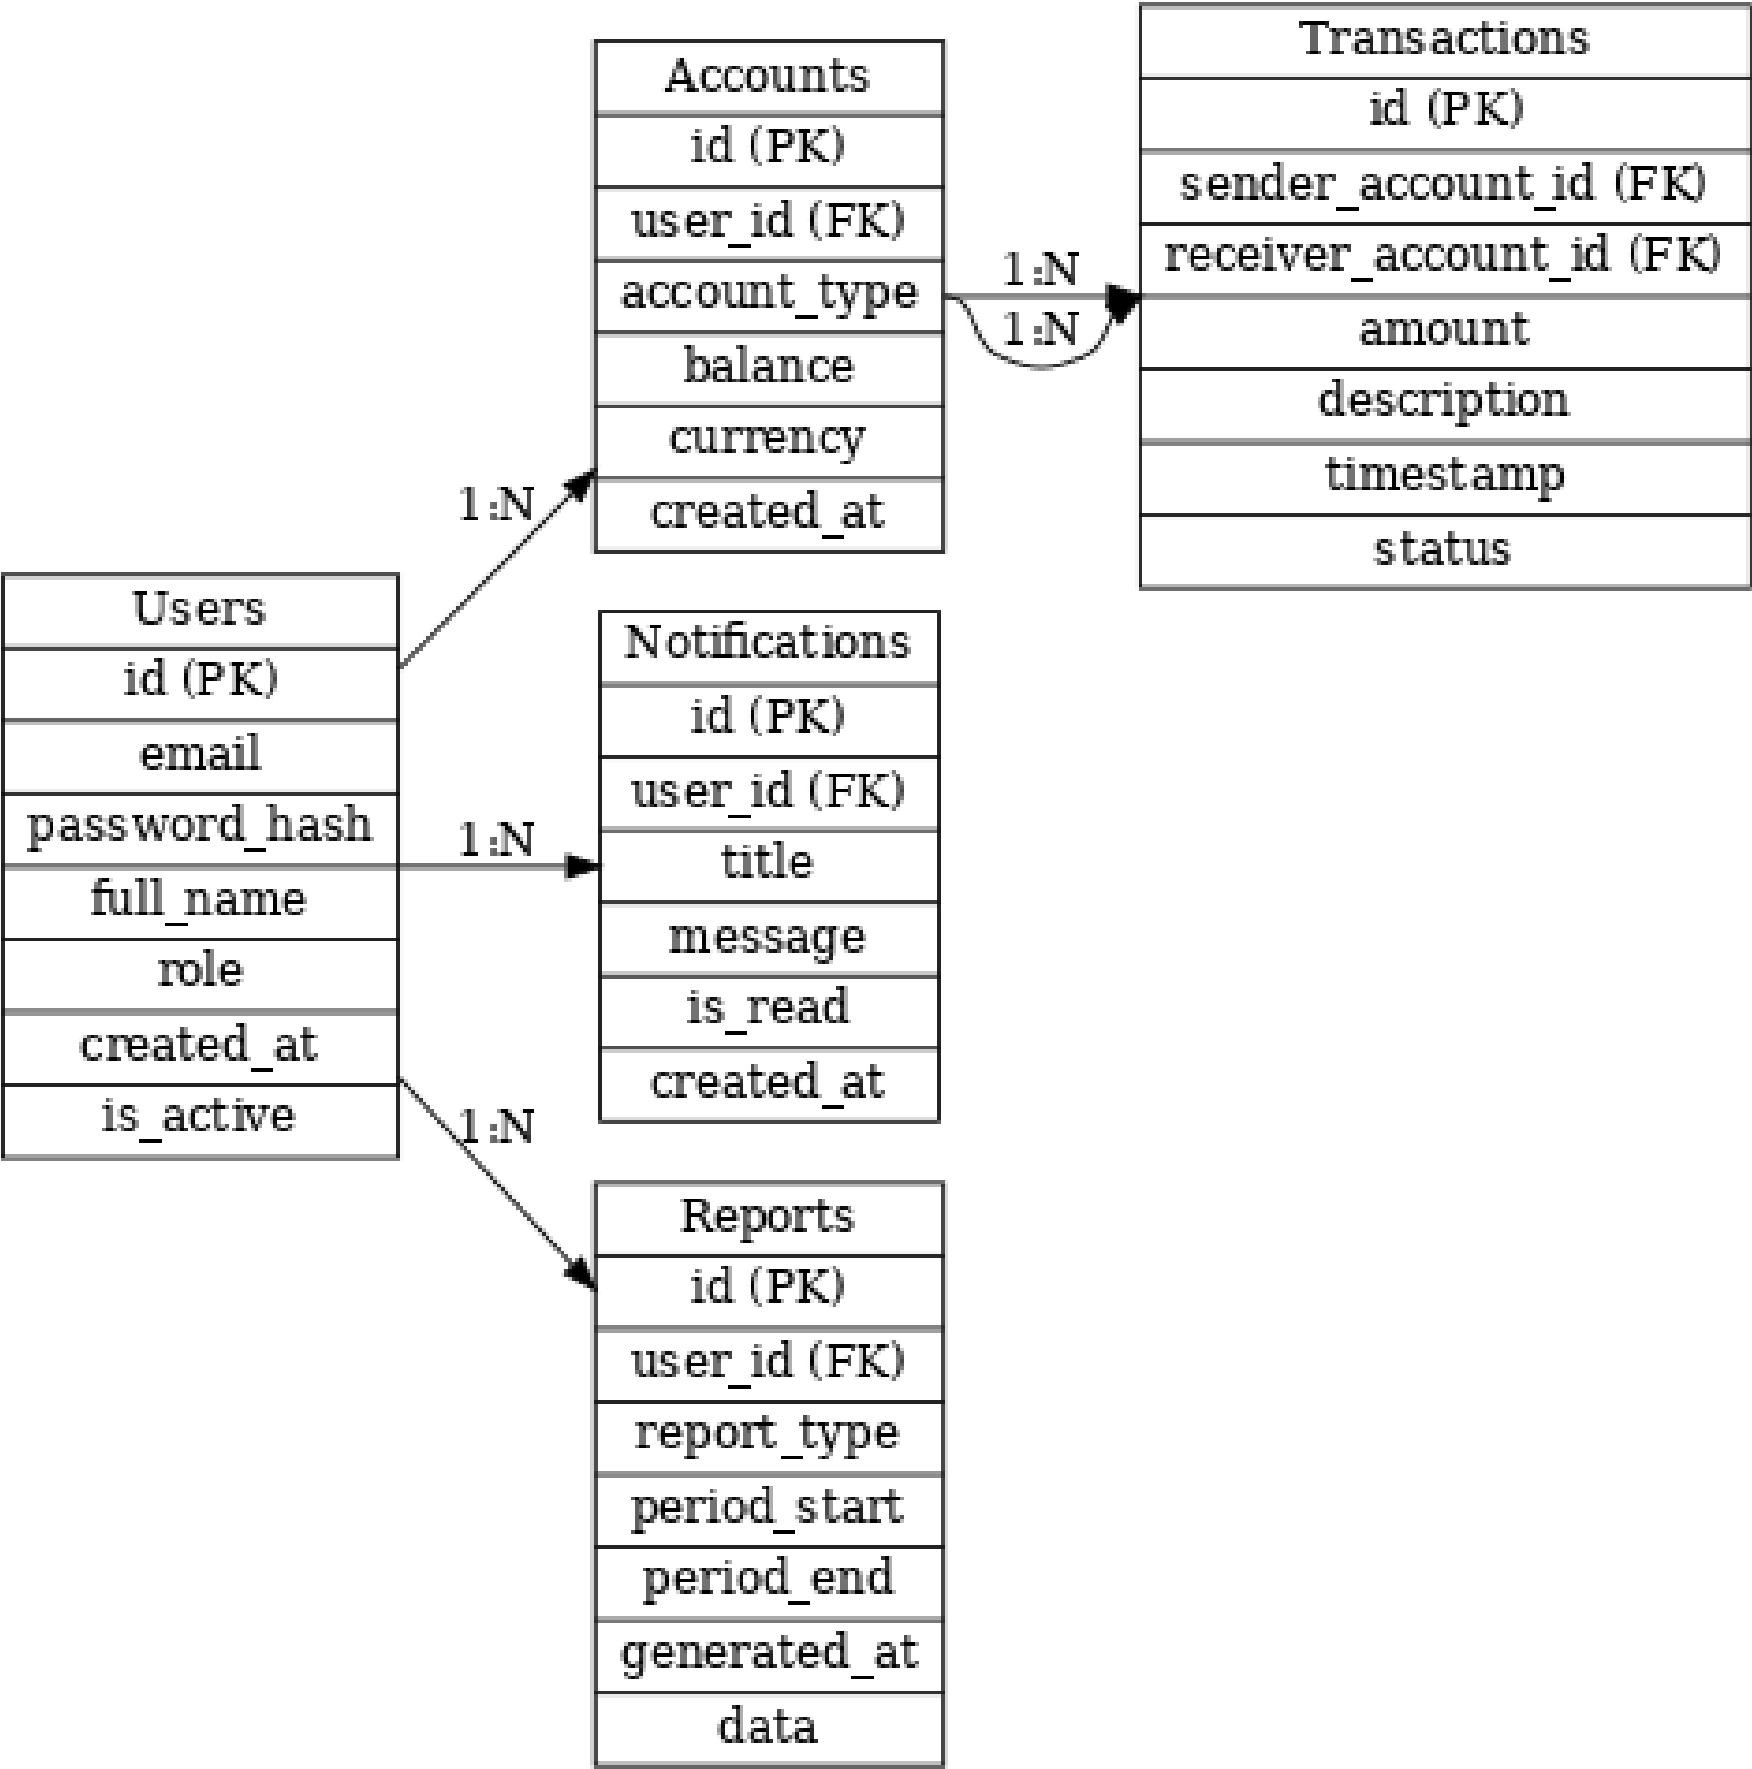 Users
id (PK)
email
password_hash
full_name
role
created_at
is_active
1:N
1:N
1:N
Accounts
id (PK)
user_id (FK)
account_type
balance
currency
created_at
Notifications
id (PK)
user_id (FK)
title
message
is_read
created_at
Reports
id (PK)
user_id (FK)
report_type
period_start
period_end
generated_at
data
1:N
1:N
Transactions
id (PK)
sender_account_id (FK)
receiver_account_id (FK)
amount
description
timestamp
status